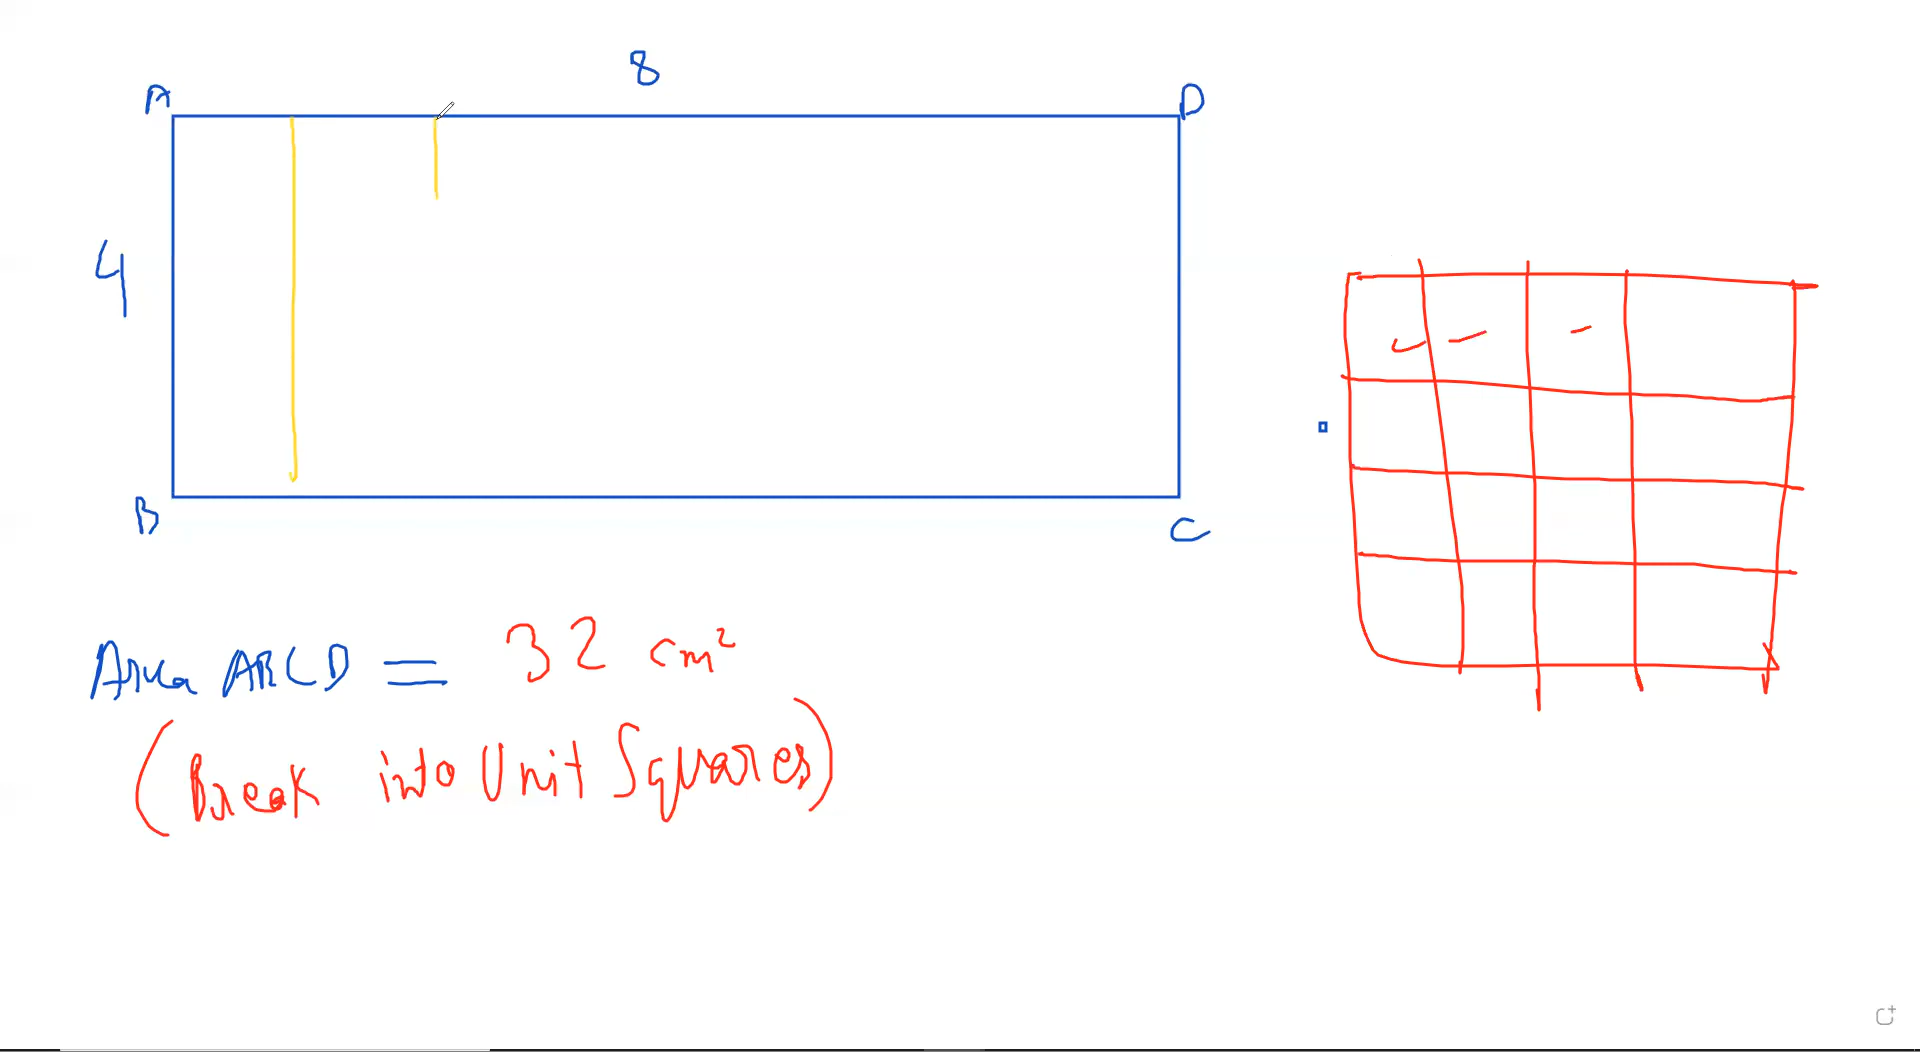 8
A D
4
B C
Area ABCD = 32 cm²
(Break into Unit Squares)